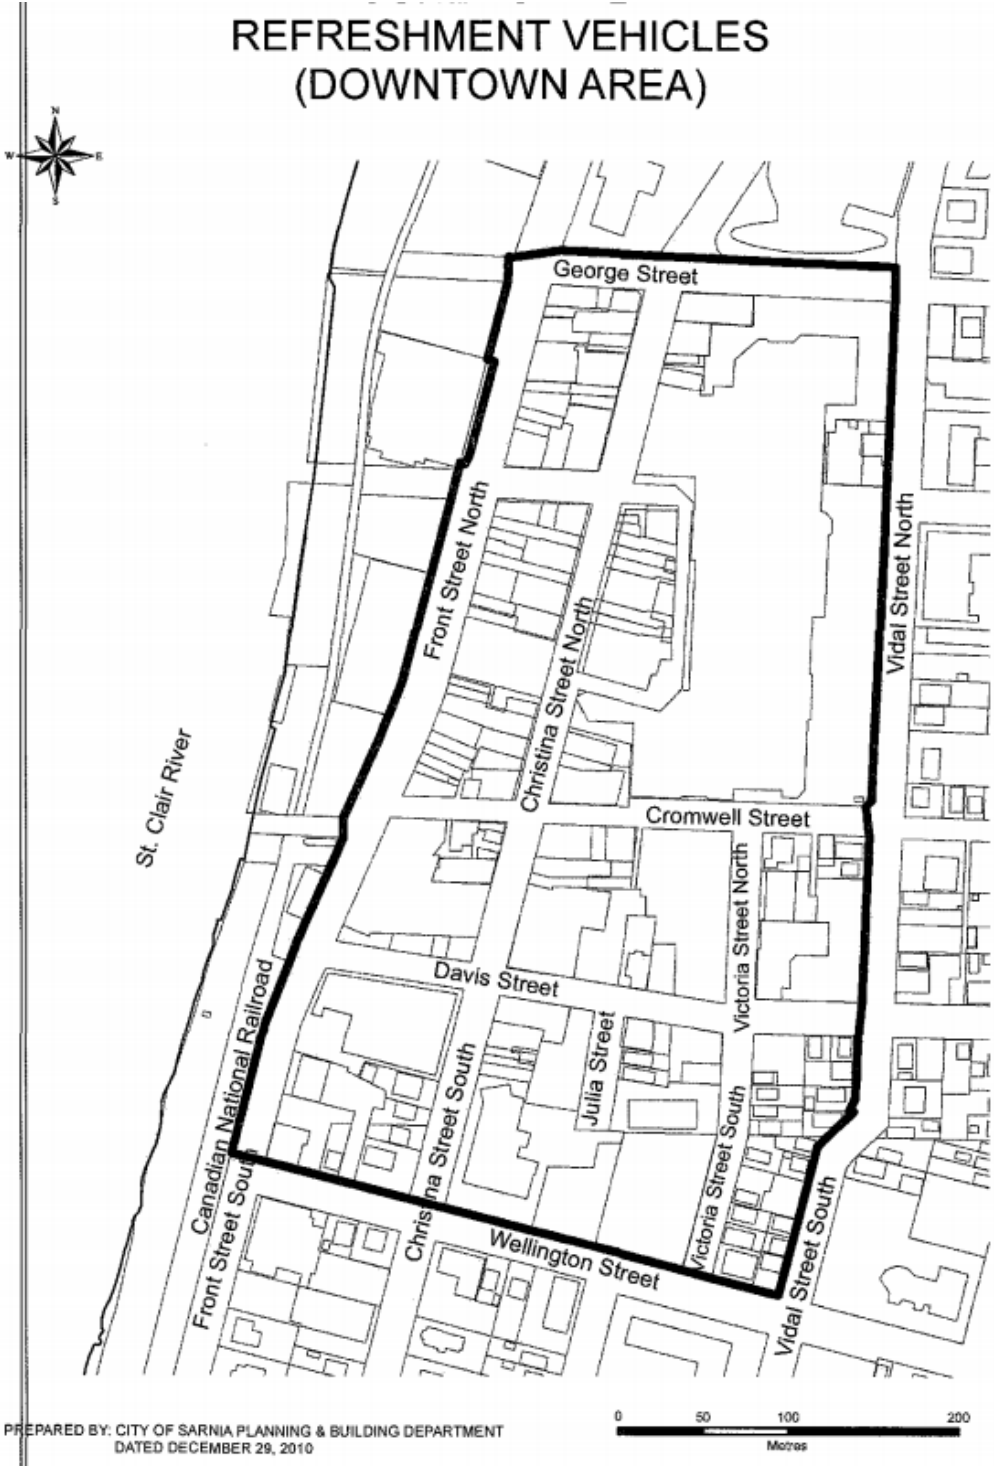 REFRESHMENT VEHICLES
(DOWNTOWN AREA)
N
W E
S
George Street
Front Street North
Vidal Street North
Christina Street North
St. Clair River
Cromwell Street
Victoria Street North
Davis Street
Canadian National Railroad
Julia Street
Christina Street South
Victoria Street South
Front Street South
Wellington Street
Vidal Street South
0 50 100 200
Metres
PREPARED BY: CITY OF SARNIA PLANNING & BUILDING DEPARTMENT
DATED DECEMBER 29, 2010